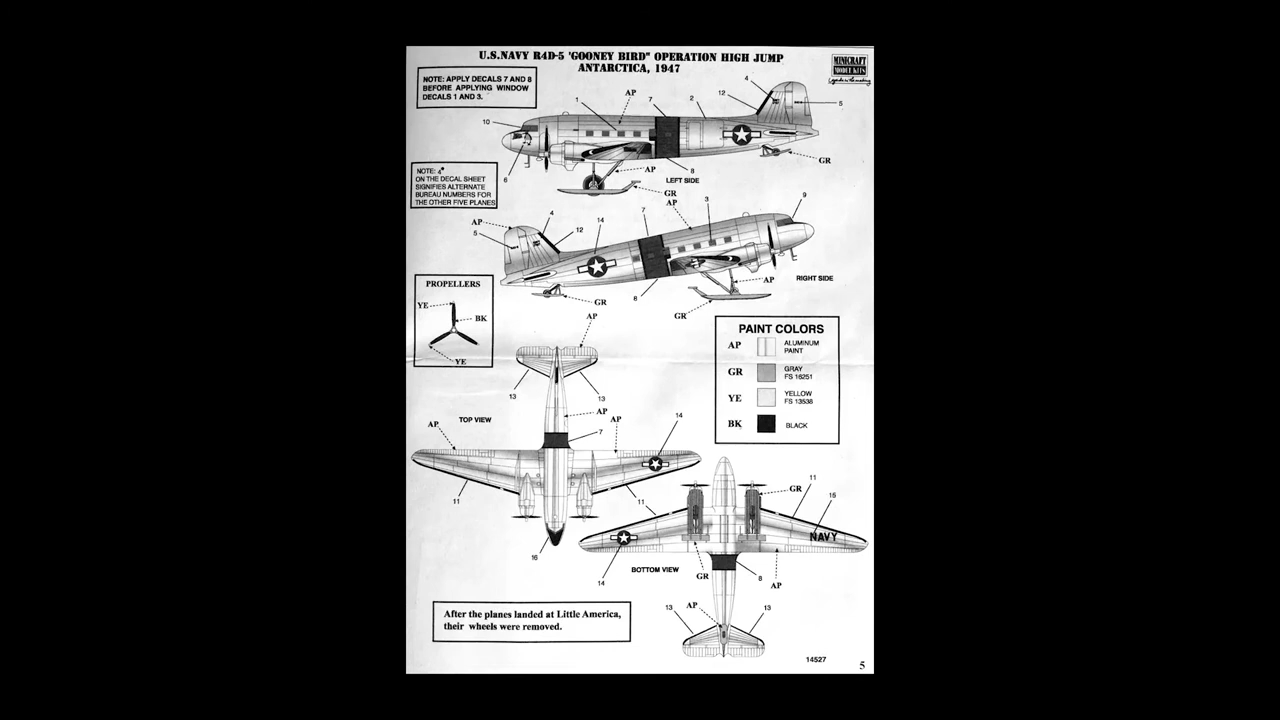 U.S.NAVY R4D-5 'GOONEY BIRD" OPERATION HIGH JUMP
ANTARCTICA, 1947
MINICRAFT
MODEL KITS
NOTE: APPLY DECALS 7 AND 8
BEFORE APPLYING WINDOW
DECALS 1 AND 3.
4
12
AP
7
2
1
5
10
GR
AP
8
6
LEFT SIDE
GR
NOTE: 4*
ON THE DECAL SHEET
SIGNIFIES ALTERNATE
BUREAU NUMBERS FOR
THE OTHER FIVE PLANES
AP
3
9
7
4
14
AP
12
5
RIGHT SIDE
AP
GR
8
GR
PROPELLERS
YE
BK
YE
AP
13
13
PAINT COLORS
AP
ALUMINUM
PAINT
GR
GRAY
FS 16251
YE
YELLOW
FS 13538
BK
BLACK
TOP VIEW
AP
AP
AP
14
7
11
11
16
GR
11
15
NAVY
BOTTOM VIEW
14
GR
8
AP
AP
13
13
After the planes landed at Little America,
their wheels were removed.
14527
5